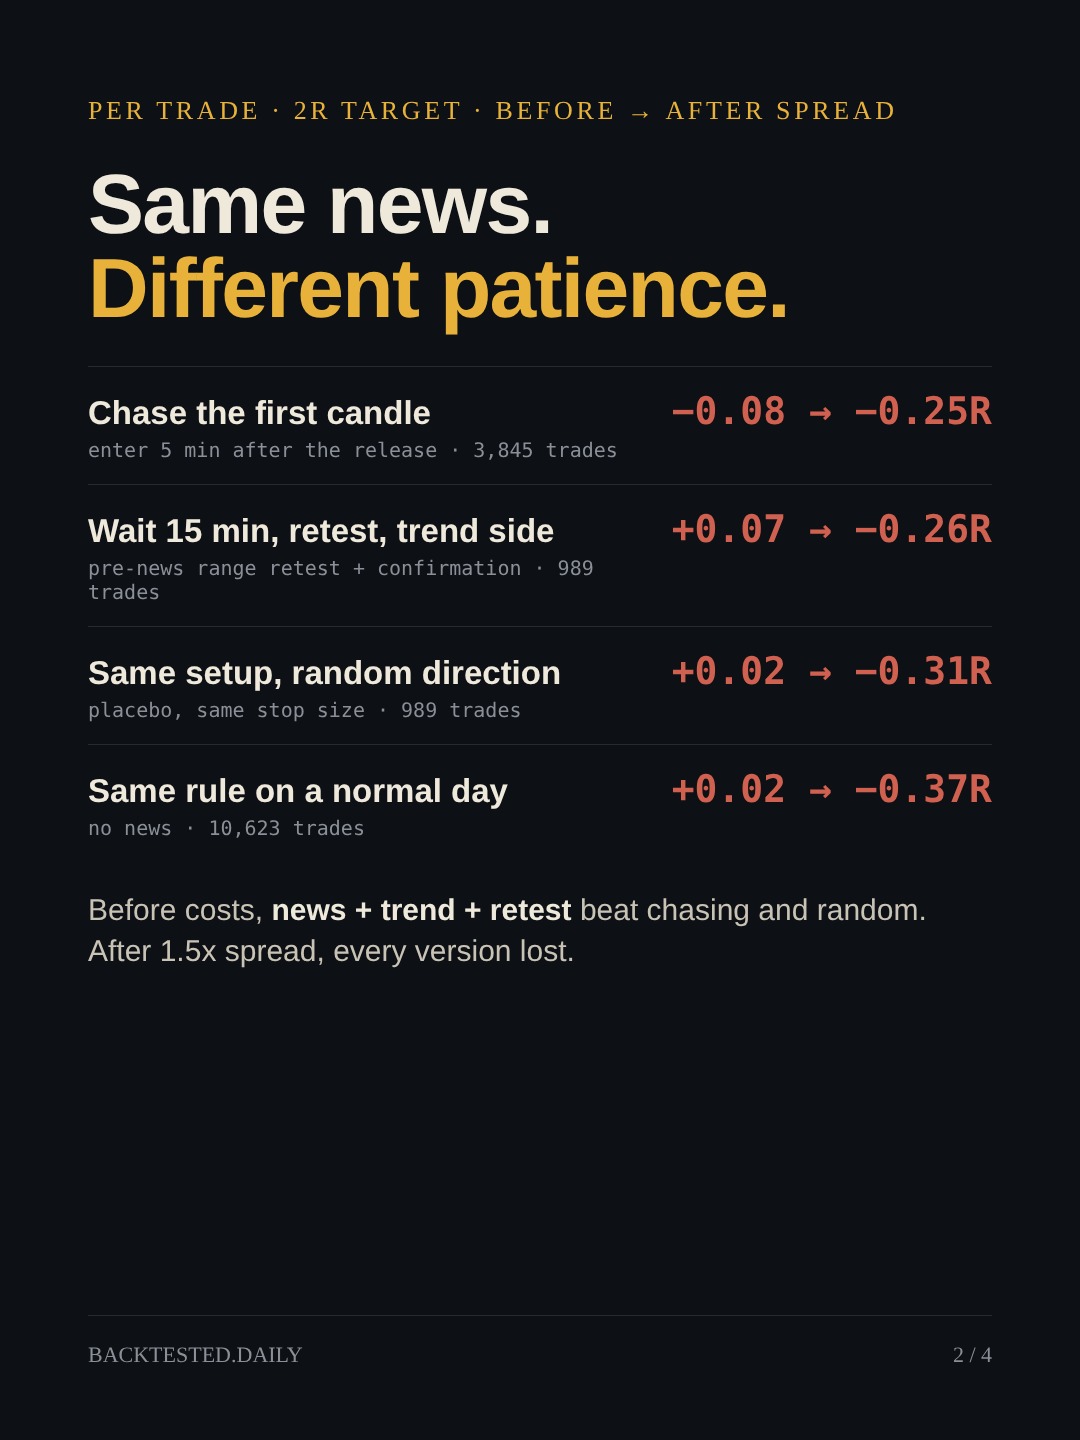 PER TRADE · 2R TARGET · BEFORE → AFTER SPREAD
Same news.
Different patience.
Chase the first candle
−0.08 → −0.25R
enter 5 min after the release · 3,845 trades
Wait 15 min, retest, trend side
+0.07 → −0.26R
pre-news range retest + confirmation · 989
trades
Same setup, random direction
+0.02 → −0.31R
placebo, same stop size · 989 trades
Same rule on a normal day
+0.02 → −0.37R
no news · 10,623 trades
Before costs, news + trend + retest beat chasing and random.
After 1.5x spread, every version lost.
BACKTESTED.DAILY
2 / 4